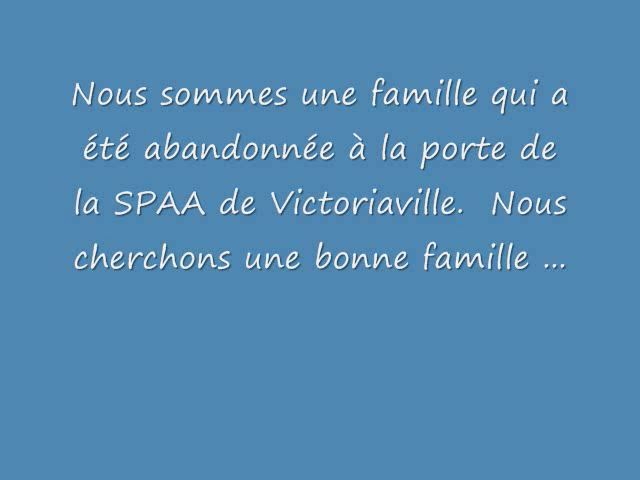 Nous sommes une famille qui a
été abandonnée à la porte de
la SPAA de Victoriaville.  Nous
cherchons une bonne famille ...